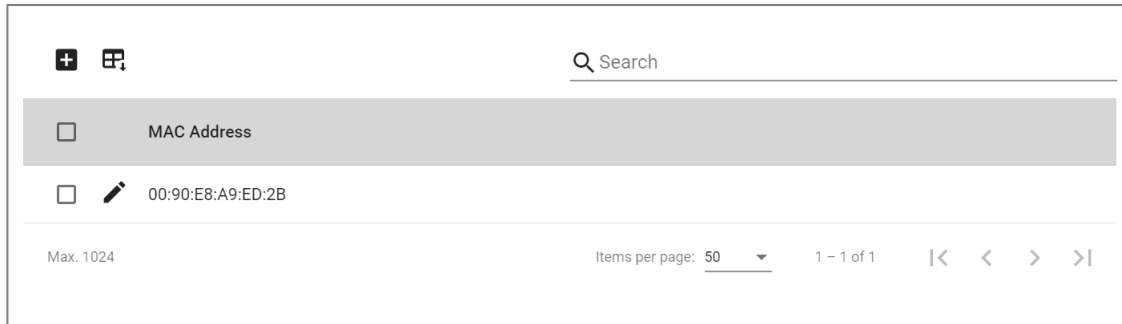 Search
MAC Address
00:90:E8:A9:ED:2B
Max. 1024 Items per page: 50 1 – 1 of 1